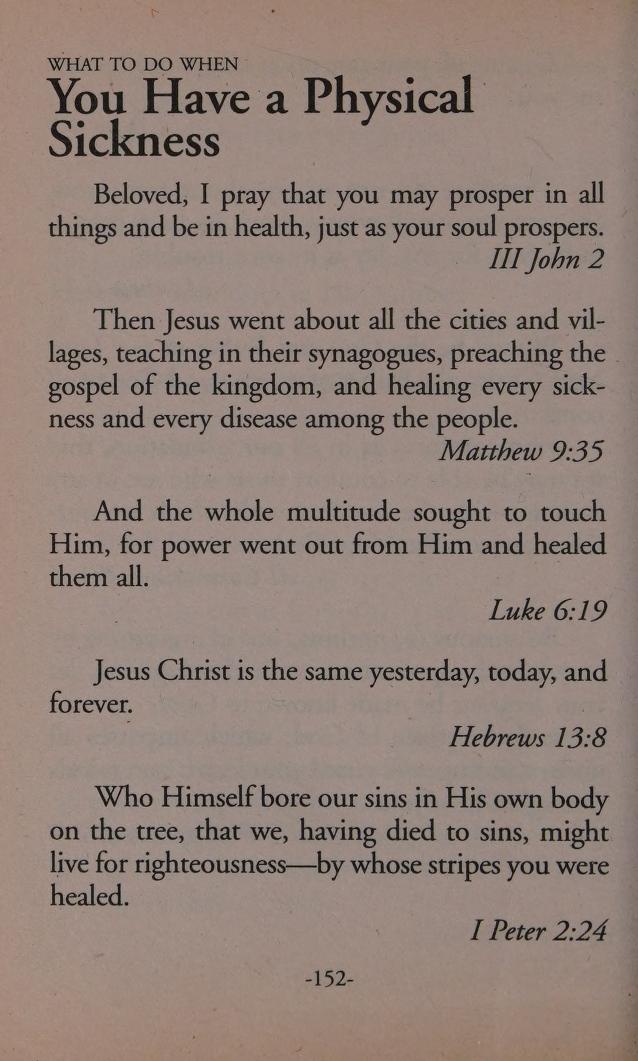 WHAT TO DO WHEN
You Have a Physical
Sickness
Beloved, I pray that you may prosper in all
things and be in health, just as your soul prospers.
III John 2
Then Jesus went about all the cities and vil-
lages, teaching in their synagogues, preaching the
gospel of the kingdom, and healing every sick-
ness and every disease among the people.
Matthew 9:35
And the whole multitude sought to touch
Him, for power went out from Him and healed
them all.
Luke 6:19
Jesus Christ is the same yesterday, today, and
forever.
Hebrews 13:8
Who Himself bore our sins in His own body
on the tree, that we, having died to sins, might
live for righteousness—by whose stripes you were
healed.
I Peter 2:24
-152-